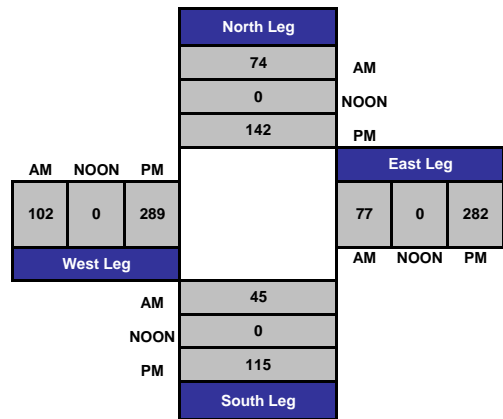 North Leg
74 AM
0 NOON
142 PM
AM NOON PM
East Leg
102 0 289
77 0 282
West Leg
AM NOON PM
AM 45
NOON 0
PM 115
South Leg